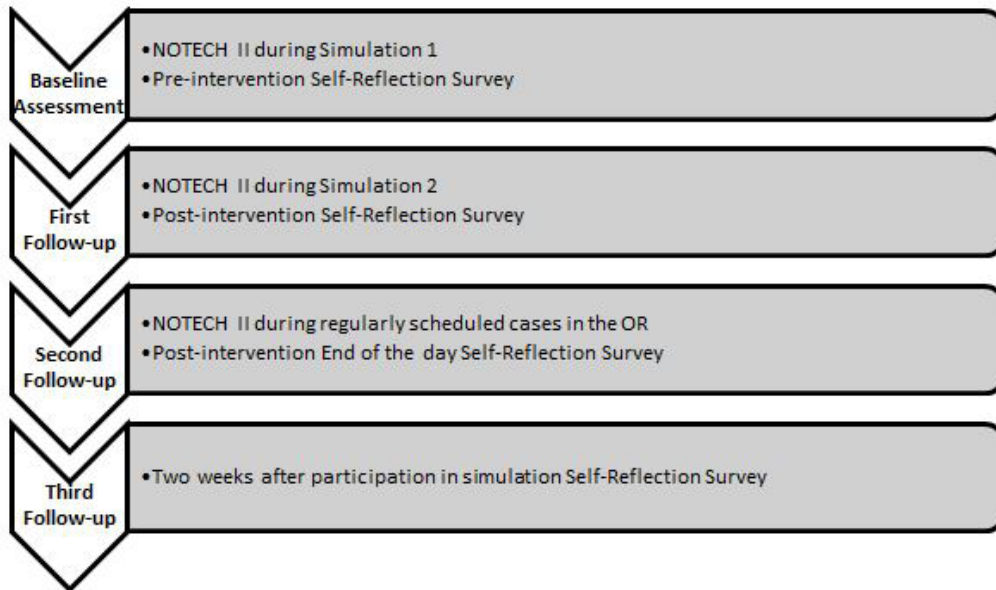 Baseline
Assessment
•NOTECH II during Simulation 1
•Pre-intervention Self-Reflection Survey
First
Follow-up
•NOTECH II during Simulation 2
•Post-intervention Self-Reflection Survey
Second
Follow-up
•NOTECH II during regularly scheduled cases in the OR
•Post-intervention End of the day Self-Reflection Survey
Third
Follow-up
•Two weeks after participation in simulation Self-Reflection Survey